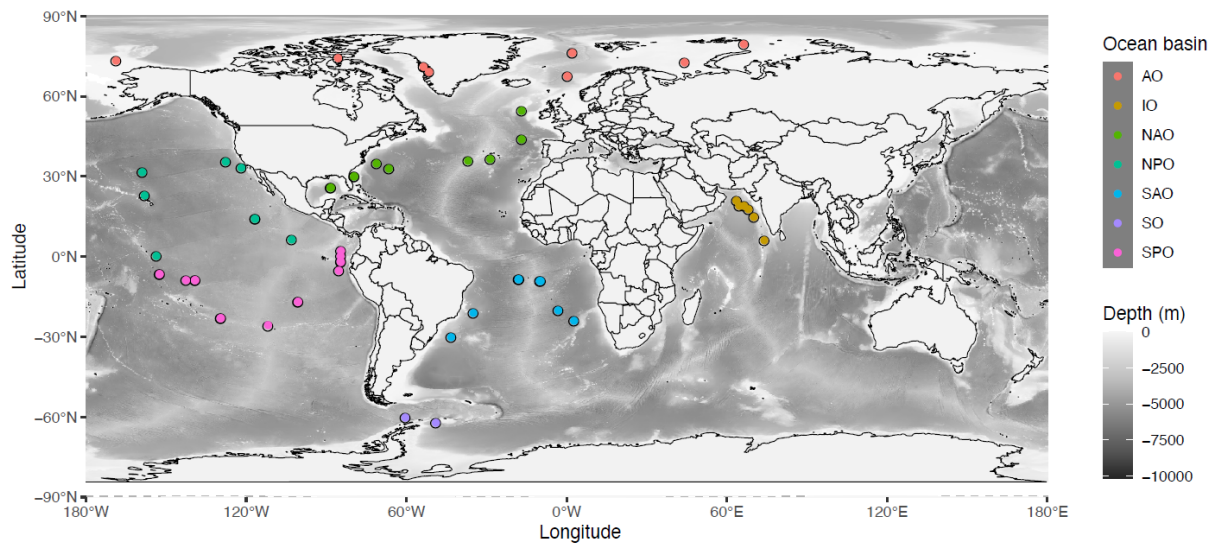 90°N
60°N
30°N
0°N
−30°N
−60°N
−90°N
Latitude
180°W
120°W
60°W
0°W
60°E
120°E
180°E
Longitude
Ocean basin
AO
IO
NAO
NPO
SAO
SO
SPO
Depth (m)
0
−2500
−5000
−7500
−10000